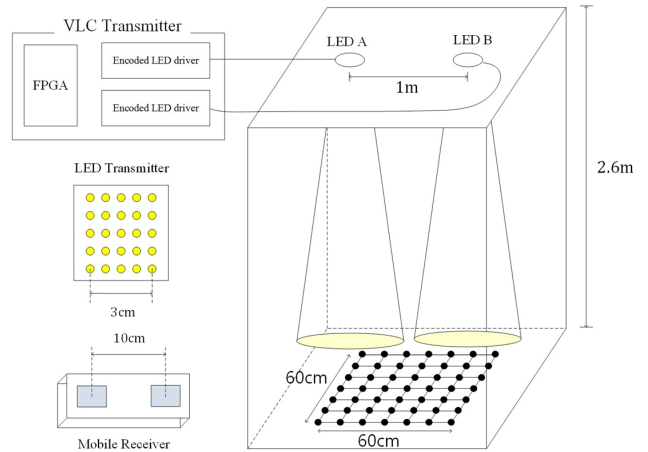 VLC Transmitter
FPGA
Encoded LED driver
Encoded LED driver
LED A
LED B
1m
2.6m
LED Transmitter
3cm
10cm
Mobile Receiver
60cm
60cm